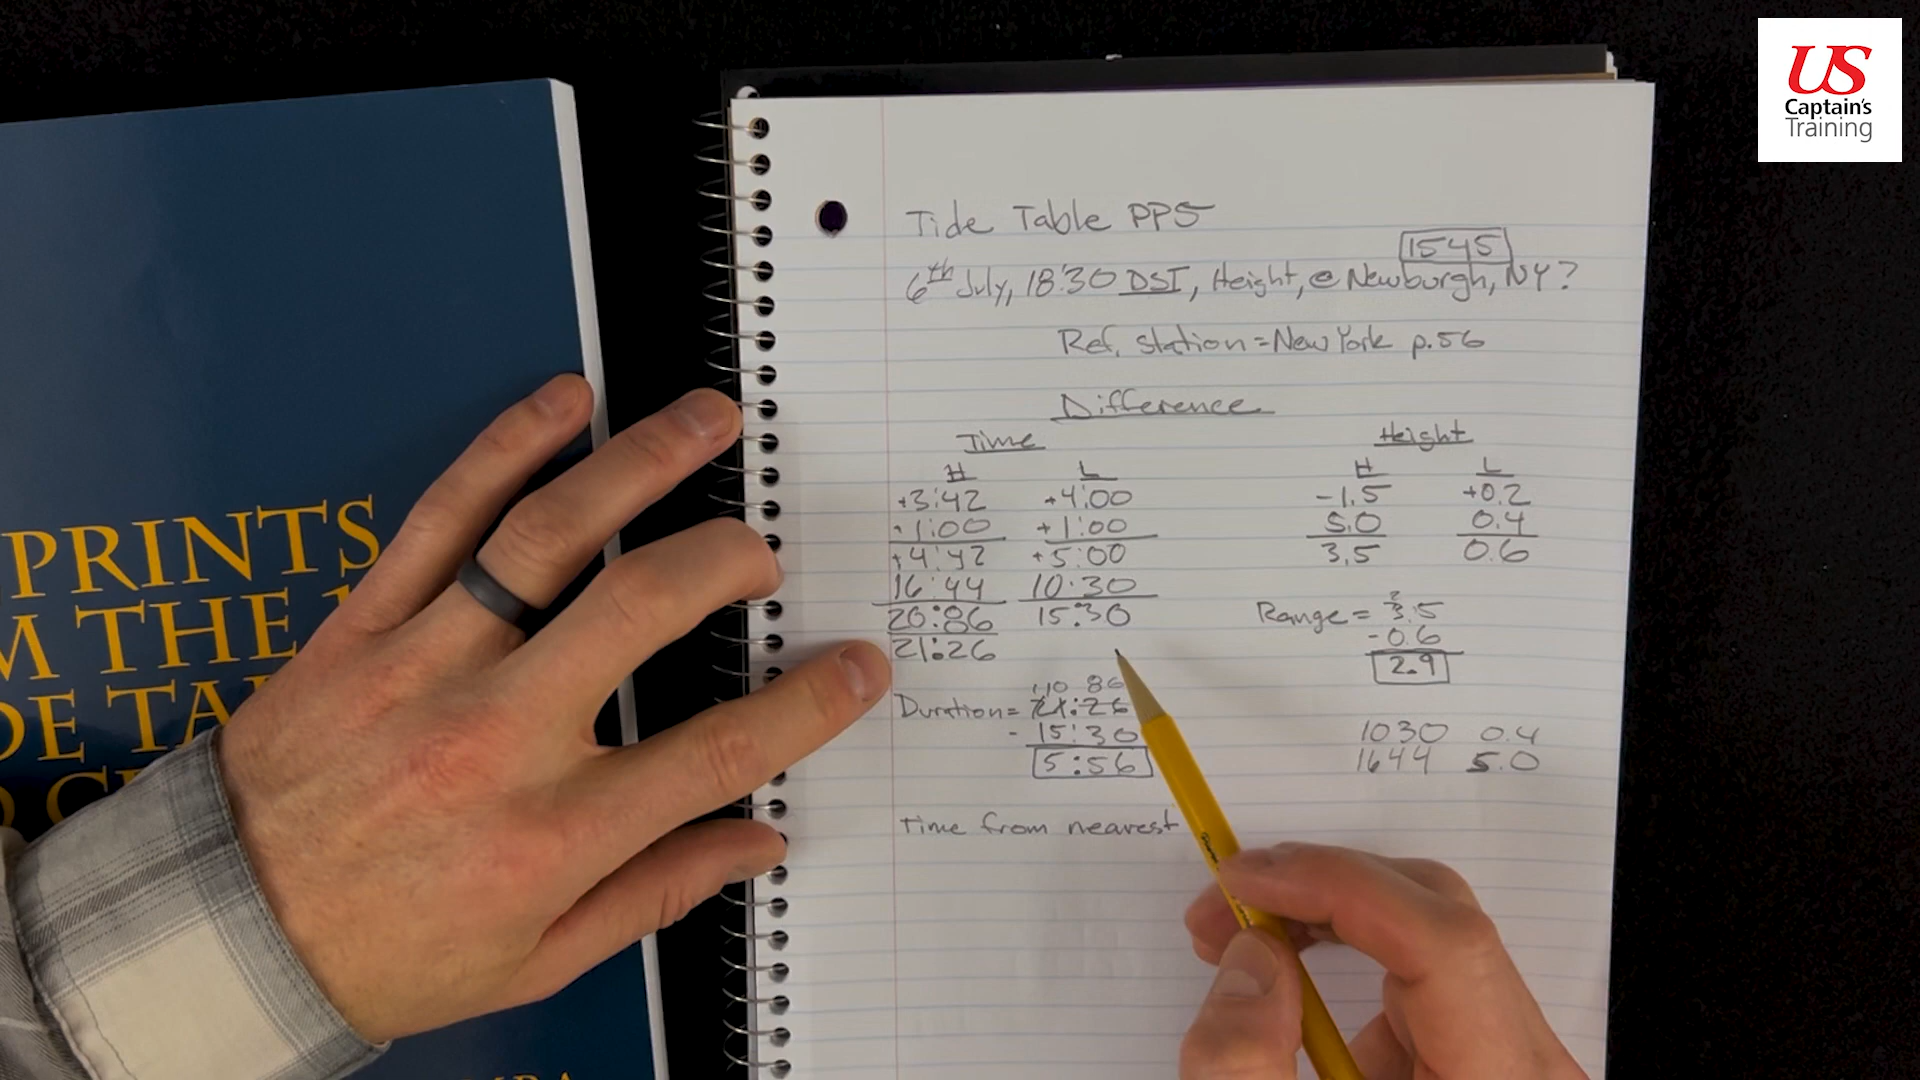 US
Captain's
Training
PRINTS
M THE
DE TA
Tide Table PP5
1545
6th July, 18:30 DST, Height, @ Newburgh, NY?
Ref. station = New York p.56
Difference
Time
Height
H L H L
+3:42 +4:00 -1.5 +0.2
+1:00 +1:00 5.0 0.4
+4:42 +5:00 3.5 0.6
16:44 10:30
20:86 15:30
21:26
Range = 3.5
-0.6
2.9
Duration = 21:26
- 15:30
5:56
1030 0.4
1644 5.0
Time from nearest